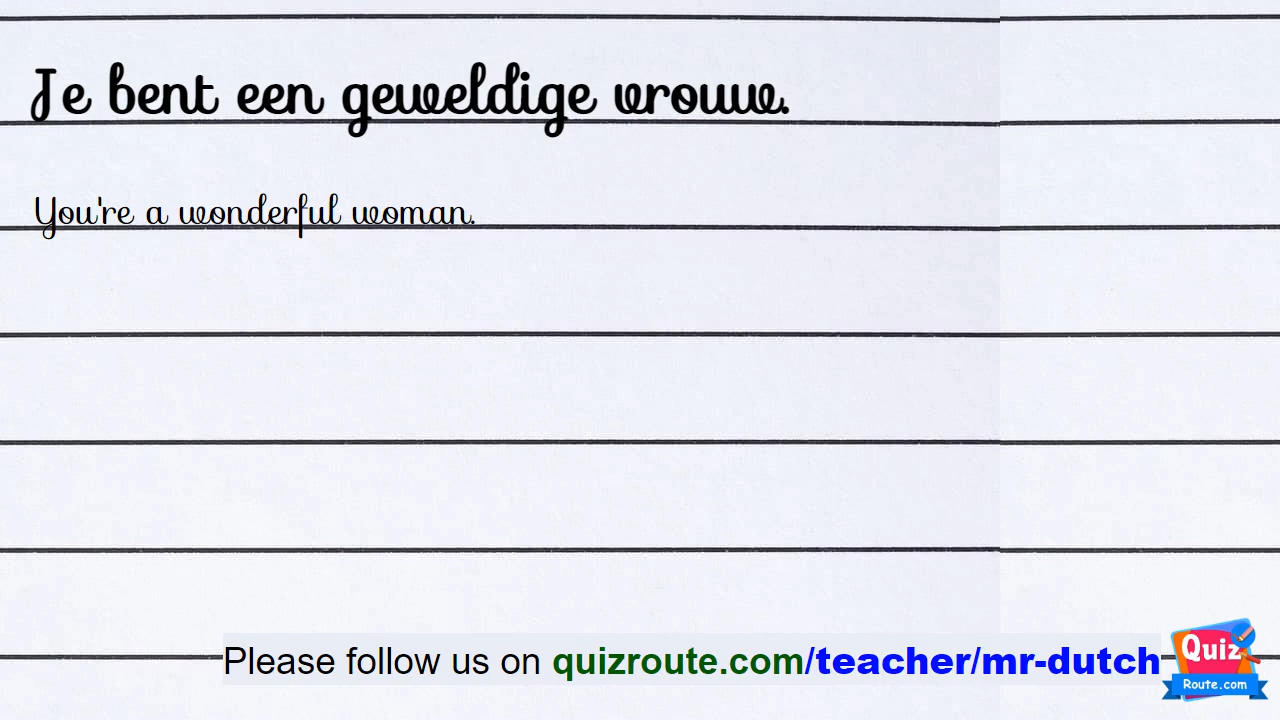 Je bent een geweldige vrouw.
You're a wonderful woman.
Please follow us on quizroute.com/teacher/mr-dutch
Quiz
Route.com